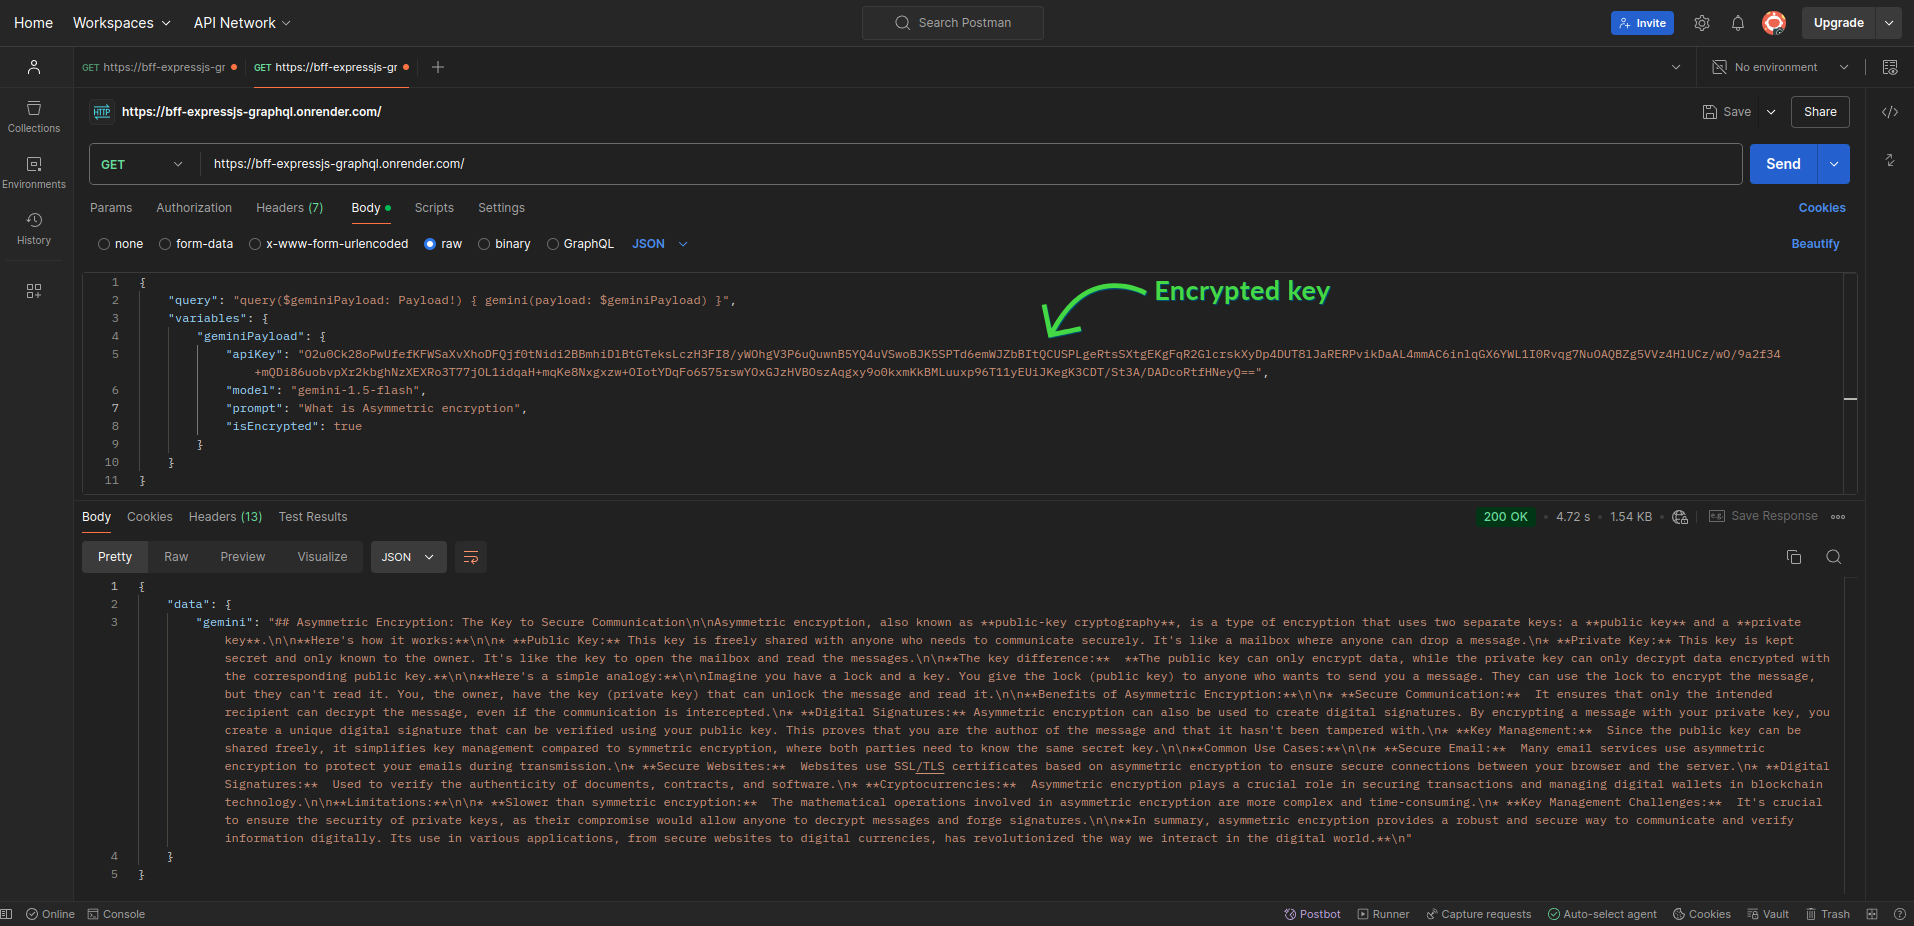 Home Workspaces API Network Search Postman Invite Upgrade
GET https://bff-expressjs-gr GET https://bff-expressjs-gr No environment
HTTP https://bff-expressjs-graphql.onrender.com/ Save Share
Collections
Environments
History
GET https://bff-expressjs-graphql.onrender.com/ Send
Params Authorization Headers (7) Body Scripts Settings Cookies
none form-data x-www-form-urlencoded raw binary GraphQL JSON Beautify
Encrypted key
1 {
2 "query": "query($geminiPayload: Payload!) { gemini(payload: $geminiPayload) }",
3 "variables": {
4 "geminiPayload": {
5 "apiKey":
6 "model": "gemini-1.5-flash",
7 "prompt": "What is Asymmetric encryption",
8 "isEncrypted": true
9 }
10 }
11 }
Body Cookies Headers (13) Test Results 200 OK 4.72 s 1.54 KB e.g. Save Response
Pretty Raw Preview Visualize JSON
1 {
2 "data": {
3 "gemini": "## Asymmetric Encryption: The Key to Secure Communication\n\nAsymmetric encryption, also known as **public-key cryptography**, is a type of encryption that uses two separate keys: a **public key** and a **private
key**.\n\n**Here's how it works:**\n\n* **Public Key:** This key is freely shared with anyone who needs to communicate securely. It's like a mailbox where anyone can drop a message.\n* **Private Key:** This key is kept
secret and only known to the owner. It's like the key to open the mailbox and read the messages.\n\n**The key difference:**  **The public key can only encrypt data, while the private key can only decrypt data encrypted with
the corresponding public key.**\n\n**Here's a simple analogy:**\n\nImagine you have a lock and a key. You give the lock (public key) to anyone who wants to send you a message. They can use the lock to encrypt the message,
but they can't read it. You, the owner, have the key (private key) that can unlock the message and read it.\n\n**Benefits of Asymmetric Encryption:**\n\n* **Secure Communication:**  It ensures that only the intended
recipient can decrypt the message, even if the communication is intercepted.\n* **Digital Signatures:** Asymmetric encryption can also be used to create digital signatures. By encrypting a message with your private key, you
create a unique digital signature that can be verified using your public key. This proves that you are the author of the message and that it hasn't been tampered with.\n* **Key Management:**  Since the public key can be
shared freely, it simplifies key management compared to symmetric encryption, where both parties need to know the same secret key.\n\n**Common Use Cases:**\n\n* **Secure Email:**  Many email services use asymmetric
encryption to protect your emails during transmission.\n* **Secure Websites:**  Websites use SSL/TLS certificates based on asymmetric encryption to ensure secure connections between your browser and the server.\n* **Digital
Signatures:**  Used to verify the authenticity of documents, contracts, and software.\n* **Cryptocurrencies:**  Asymmetric encryption plays a crucial role in securing transactions and managing digital wallets in blockchain
technology.\n\n**Limitations:**\n\n* **Slower than symmetric encryption:**  The mathematical operations involved in asymmetric encryption are more complex and time-consuming.\n* **Key Management Challenges:**  It's crucial
to ensure the security of private keys, as their compromise would allow anyone to decrypt messages and forge signatures.\n\n**In summary, asymmetric encryption provides a robust and secure way to communicate and verify
information digitally. Its use in various applications, from secure websites to digital currencies, has revolutionized the way we interact in the digital world.**\n"
4 }
5 }
Online Console Postbot Runner Capture requests Auto-select agent Cookies Vault Trash